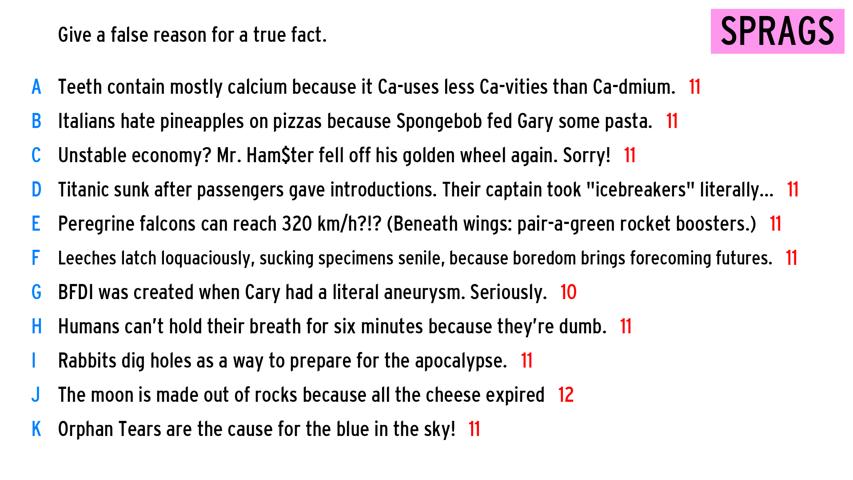 Give a false reason for a true fact.
SPRAGS
A Teeth contain mostly calcium because it Ca-uses less Ca-vities than Ca-dmium. 11
B Italians hate pineapples on pizzas because Spongebob fed Gary some pasta. 11
C Unstable economy? Mr. Ham$ter fell off his golden wheel again. Sorry! 11
D Titanic sunk after passengers gave introductions. Their captain took "icebreakers" literally... 11
E Peregrine falcons can reach 320 km/h?!? (Beneath wings: pair-a-green rocket boosters.) 11
F Leeches latch loquaciously, sucking specimens senile, because boredom brings forecoming futures. 11
G BFDI was created when Cary had a literal aneurysm. Seriously. 10
H Humans can't hold their breath for six minutes because they're dumb. 11
I Rabbits dig holes as a way to prepare for the apocalypse. 11
J The moon is made out of rocks because all the cheese expired 12
K Orphan Tears are the cause for the blue in the sky! 11